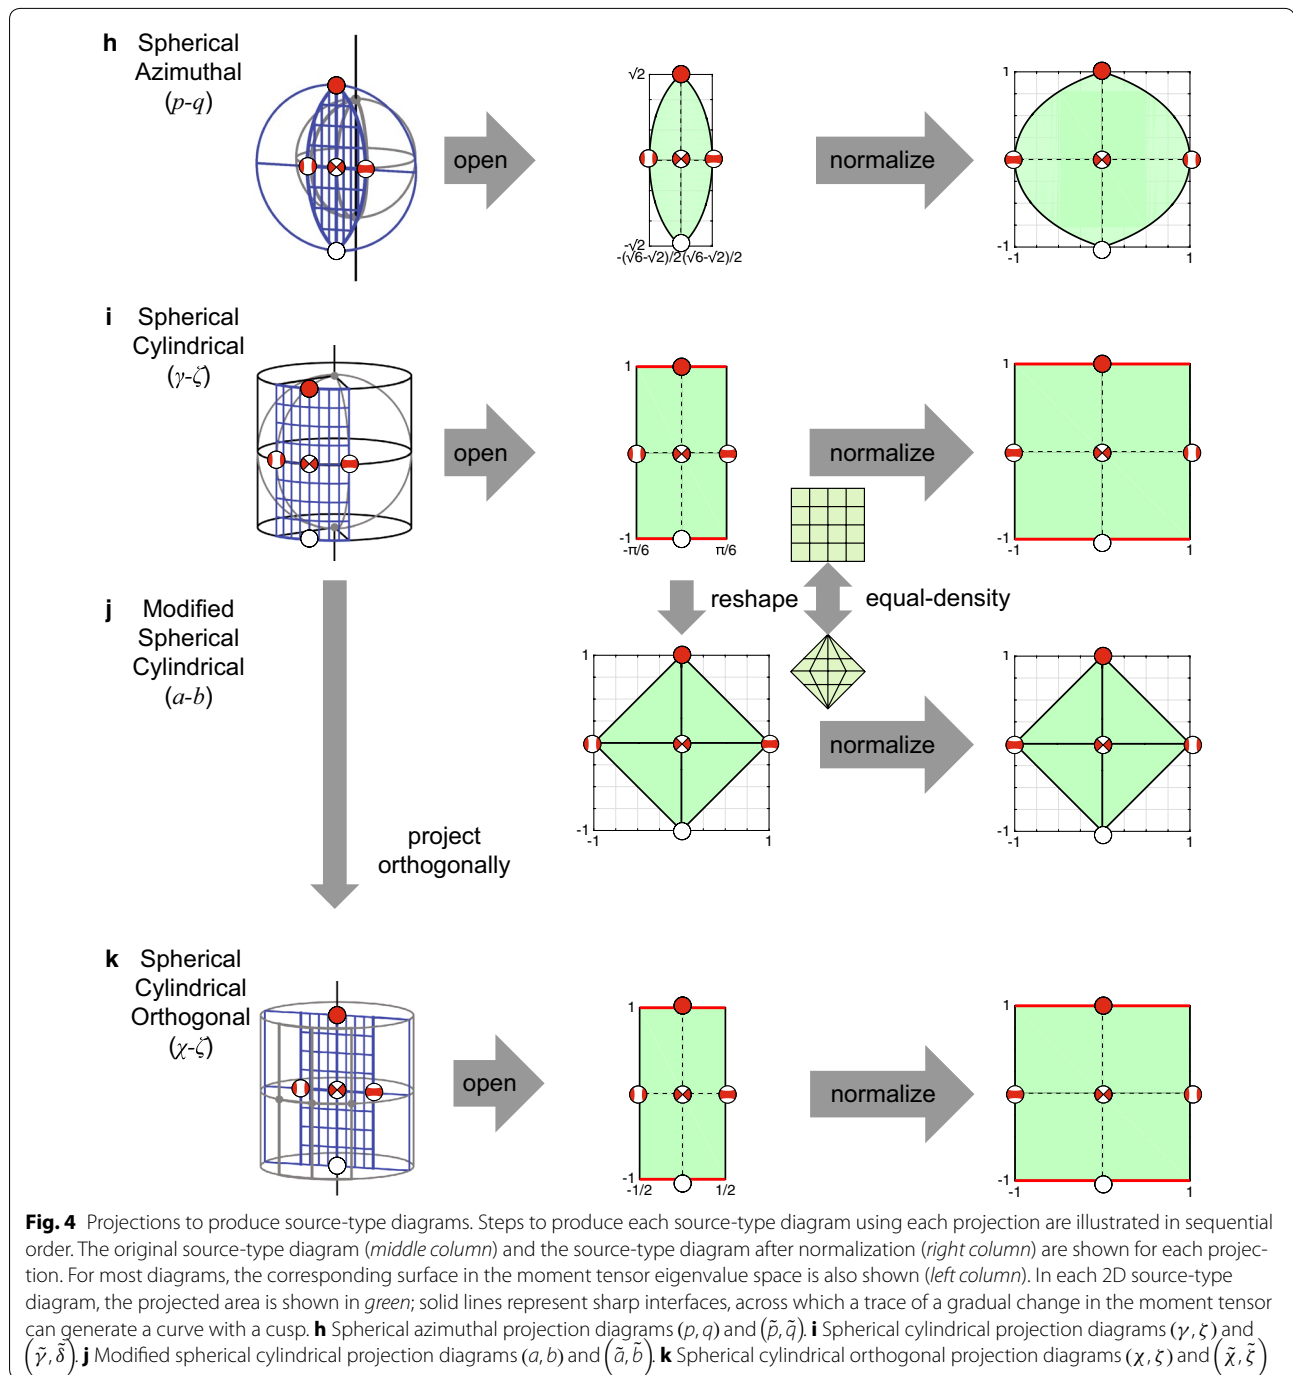 h Spherical
Azimuthal
(p-q)
open
√2
-√2
-(√6-√2)/2(√6-√2)/2
normalize
1
-1
-1
1
i Spherical
Cylindrical
(γ-ζ)
open
1
-1
-π/6
π/6
normalize
1
-1
-1
1
reshape
equal-density
j Modified
Spherical
Cylindrical
(a-b)
1
-1
-1
1
normalize
1
-1
-1
1
project
orthogonally
k Spherical
Cylindrical
Orthogonal
(χ-ζ)
open
1
-1
-1/2
1/2
normalize
1
-1
-1
1
Fig. 4 Projections to produce source-type diagrams. Steps to produce each source-type diagram using each projection are illustrated in sequential
order. The original source-type diagram (middle column) and the source-type diagram after normalization (right column) are shown for each projec-
tion. For most diagrams, the corresponding surface in the moment tensor eigenvalue space is also shown (left column). In each 2D source-type
diagram, the projected area is shown in green; solid lines represent sharp interfaces, across which a trace of a gradual change in the moment tensor
can generate a curve with a cusp. h Spherical azimuthal projection diagrams (p, q) and (p̃, q̃). i Spherical cylindrical projection diagrams (γ, ζ) and
(γ̃, δ̃). j Modified spherical cylindrical projection diagrams (a, b) and (ã, b̃). k Spherical cylindrical orthogonal projection diagrams (χ, ζ) and (χ̃, ζ̃)